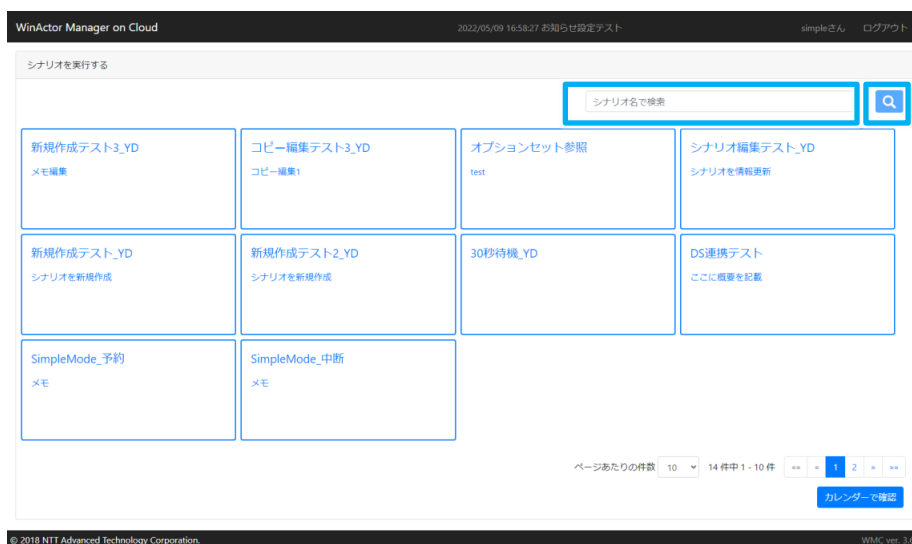 WinActor Manager on Cloud 2022/05/09 16:58:27 お知らせ設定テスト simpleさん ログアウト
シナリオを実行する
シナリオ名で検索
新規作成テスト3_YD コピー編集テスト3_YD オプションセット参照 シナリオ編集テスト_YD
メモ編集 コピー編集1 test シナリオを情報更新
新規作成テスト_YD 新規作成テスト2_YD 30秒待機_YD DS連携テスト
シナリオを新規作成 シナリオを新規作成 ここに概要を記載
SimpleMode_予約 SimpleMode_中断
メモ メモ
ページあたりの件数 10 14 件中 1 - 10 件 «« « 1 2 » »»
カレンダーで確認
© 2018 NTT Advanced Technology Corporation. WMC ver. 3.6